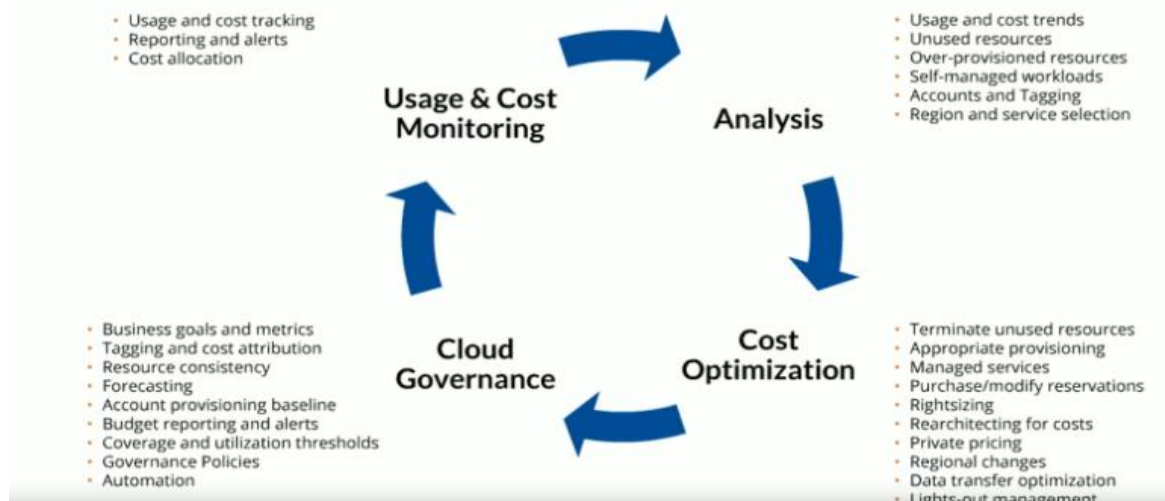 • Usage and cost tracking
• Reporting and alerts
• Cost allocation
Usage & Cost
Monitoring
Analysis
• Usage and cost trends
• Unused resources
• Over-provisioned resources
• Self-managed workloads
• Accounts and Tagging
• Region and service selection
Cost
Optimization
• Terminate unused resources
• Appropriate provisioning
• Managed services
• Purchase/modify reservations
• Rightsizing
• Rearchitecting for costs
• Private pricing
• Regional changes
• Data transfer optimization
• Lights-out management
Cloud
Governance
• Business goals and metrics
• Tagging and cost attribution
• Resource consistency
• Forecasting
• Account provisioning baseline
• Budget reporting and alerts
• Coverage and utilization thresholds
• Governance Policies
• Automation